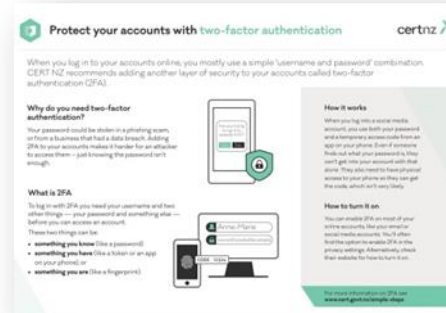 Protect your accounts with two-factor authentication
certnz
When you log in to your accounts online, you mostly use a simple 'username and password' combination.
CERT NZ recommends adding another layer of security to your accounts called two-factor
authentication (2FA).
Why do you need two-factor
authentication?
Your password could be stolen in a phishing scam,
or from a business that had a data breach. Adding
2FA to your accounts makes it harder for an attacker
to access them — just knowing the password isn't
enough.
What is 2FA
To log in with 2FA you need your username and two
other things — your password and something else —
before you can access an account.
These two things can be:
• something you know (like a password)
• something you have (like a token or an app
on your phone), or
• something you are (like a fingerprint)
Anne-Marie
How it works
When you log into a social media
account, you use both your password
and a temporary access code from an
app on your phone. Even if someone
finds out what your password is, they
can't get into your account with that
alone. They also need to have physical
access to your phone so they can get
the code, which isn't very likely.
How to turn it on
You can enable 2FA on most of your
online accounts, like your email or
social media accounts. You'll often
find the option to enable 2FA in the
privacy settings. Alternatively, check
their website for how to turn it on.
For more information on 2FA see
www.cert.govt.nz/simple-steps